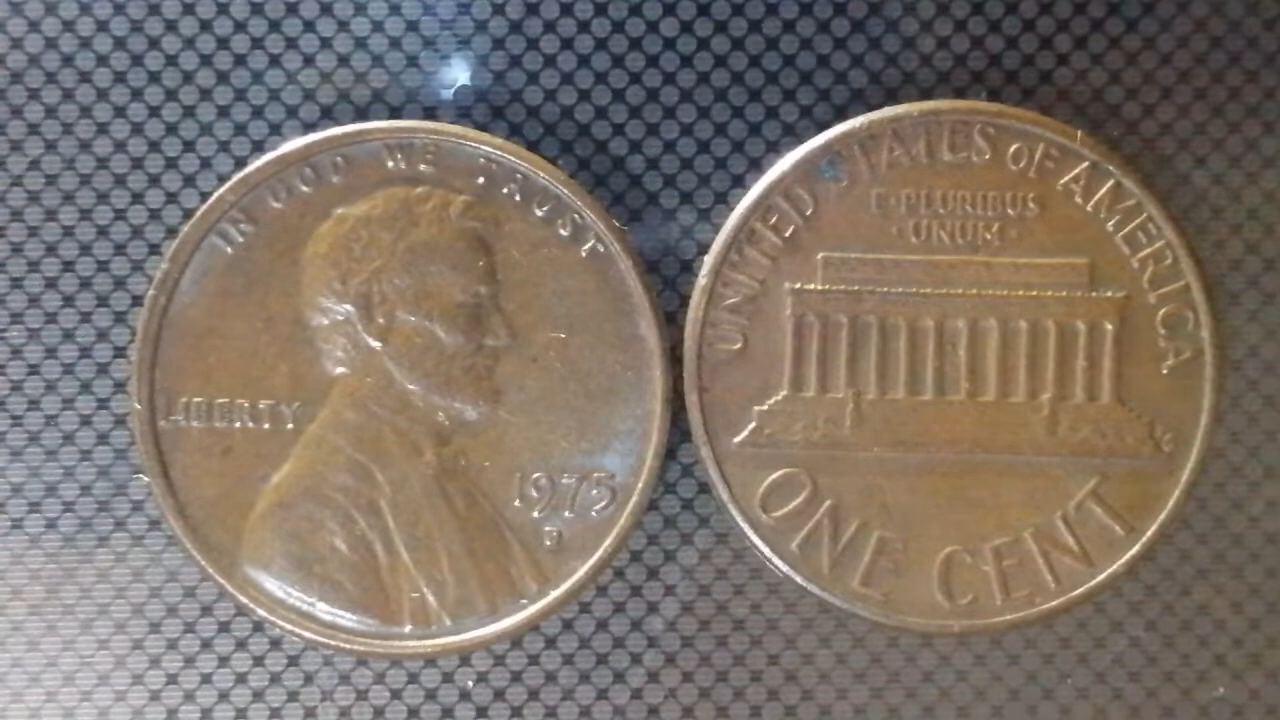 IN GOD WE TRUST
LIBERTY
1975
D
UNITED STATES OF AMERICA
E·PLURIBUS
·UNUM·
ONE CENT